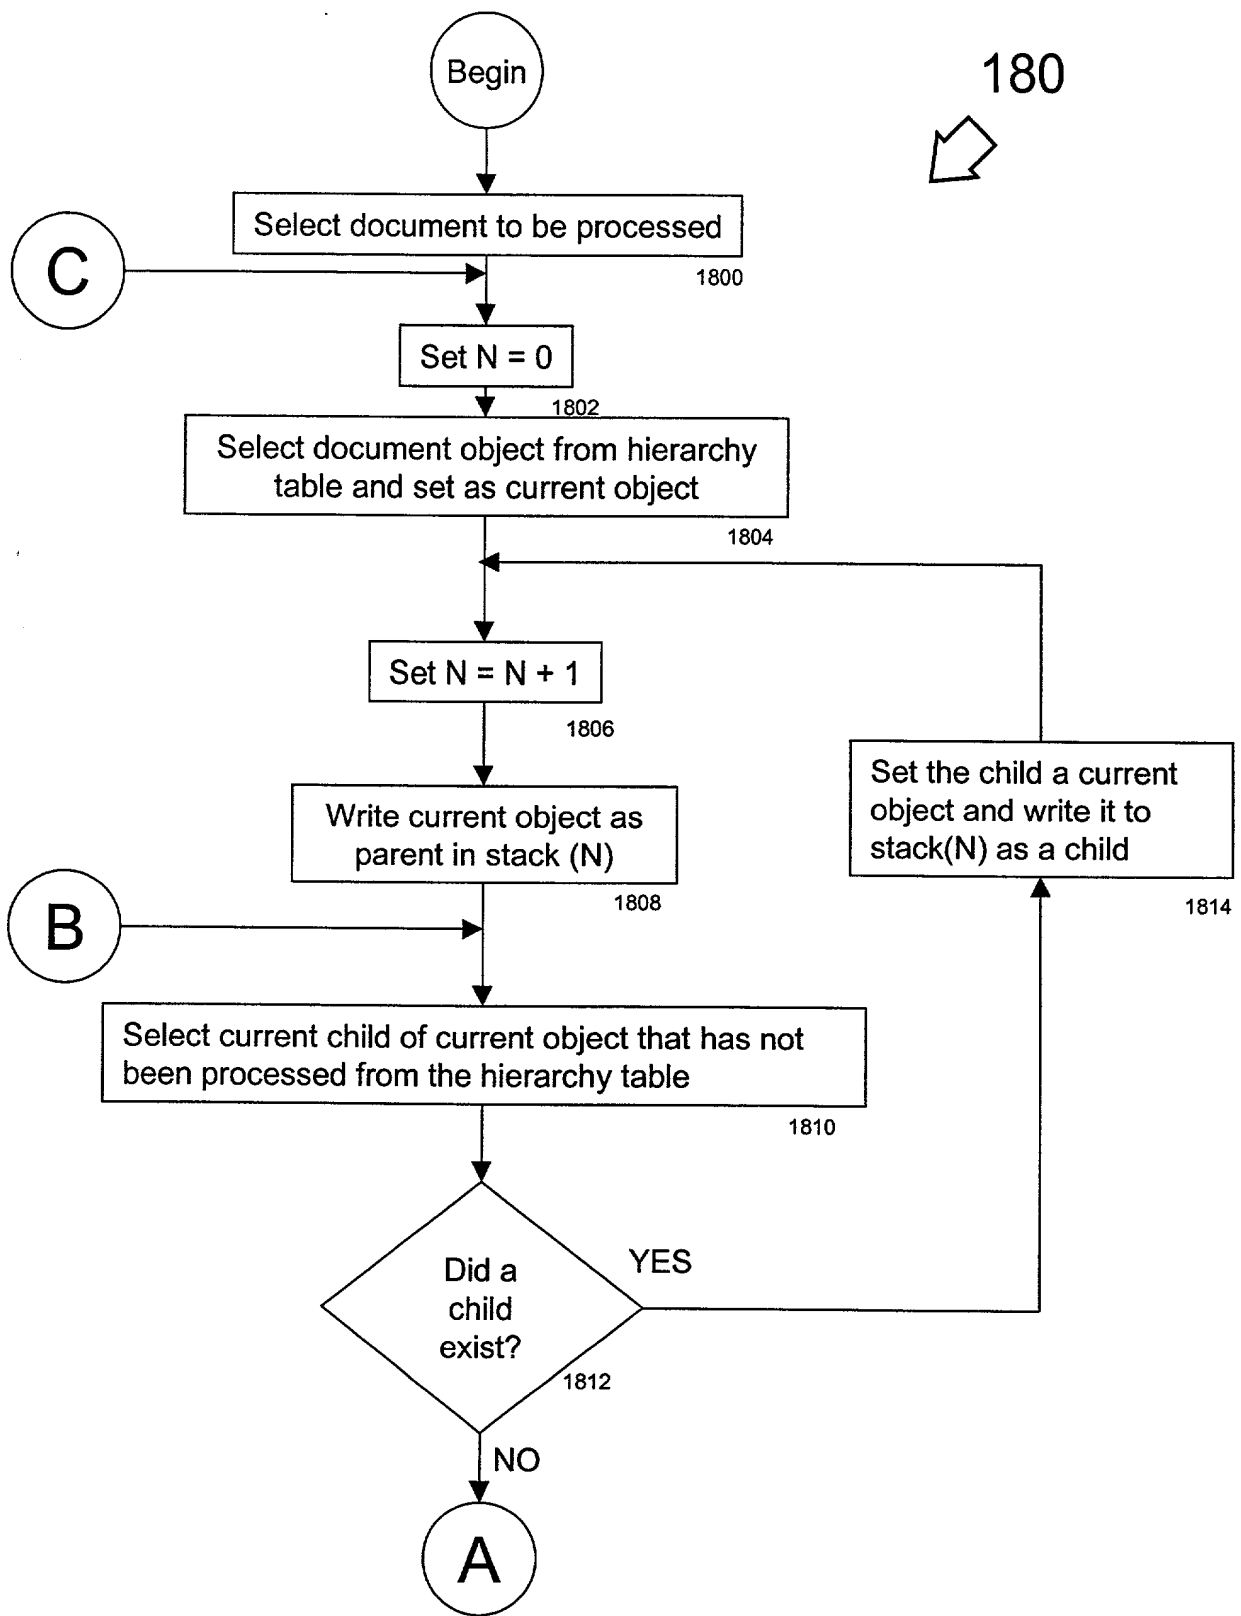 Begin
180
Select document to be processed
C
1800
Set N = 0
1802
Select document object from hierarchy
table and set as current object
1804
Set N = N + 1
1806
Set the child a current
object and write it to
stack(N) as a child
1814
Write current object as
parent in stack (N)
1808
B
Select current child of current object that has not
been processed from the hierarchy table
1810
Did a
child
exist?
YES
1812
NO
A